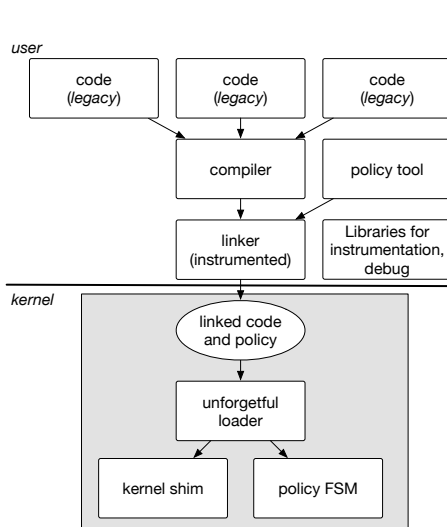 user
code
(legacy)
code
(legacy)
code
(legacy)
compiler
policy tool
linker
(instrumented)
Libraries for
instrumentation,
debug
kernel
linked code
and policy
unforgetful
loader
kernel shim
policy FSM